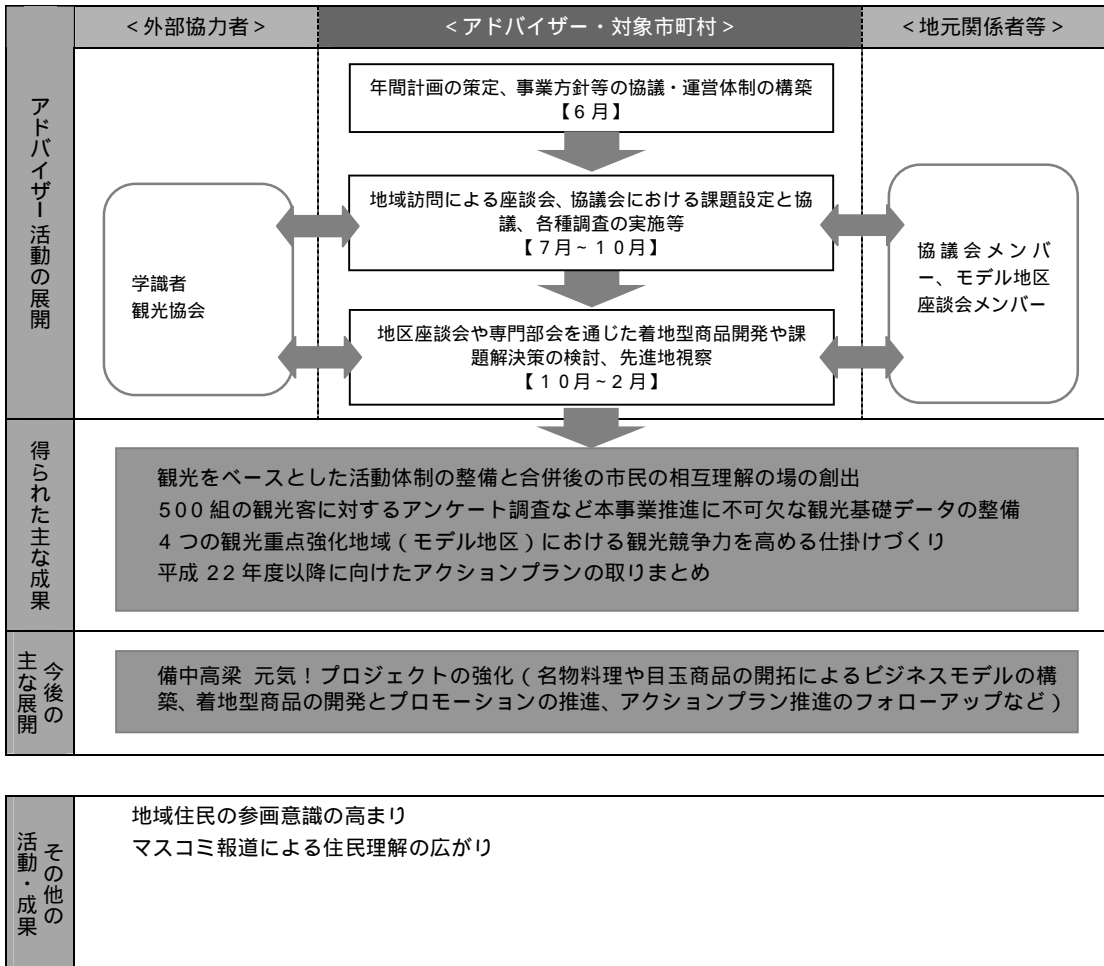 <外部協力者>
<アドバイザー・対象市町村>
<地元関係者等>
アドバイザー活動の展開
年間計画の策定、事業方針等の協議・運営体制の構築
【6月】
地域訪問による座談会、協議会における課題設定と協
議、各種調査の実施等
【7月~10月】
学識者
観光協会
協議会メンバ
ー、モデル地区
座談会メンバー
地区座談会や専門部会を通じた着地型商品開発や課
題解決策の検討、先進地視察
【10月~2月】
得られた主な成果
観光をベースとした活動体制の整備と合併後の市民の相互理解の場の創出
500組の観光客に対するアンケート調査など本事業推進に不可欠な観光基礎データの整備
4つの観光重点強化地域(モデル地区)における観光競争力を高める仕掛けづくり
平成22年度以降に向けたアクションプランの取りまとめ
今後の
主な展開
備中高梁 元気!プロジェクトの強化(名物料理や目玉商品の開拓によるビジネスモデルの構
築、着地型商品の開発とプロモーションの推進、アクションプラン推進のフォローアップなど)
その他の
活動・成果
地域住民の参画意識の高まり
マスコミ報道による住民理解の広がり